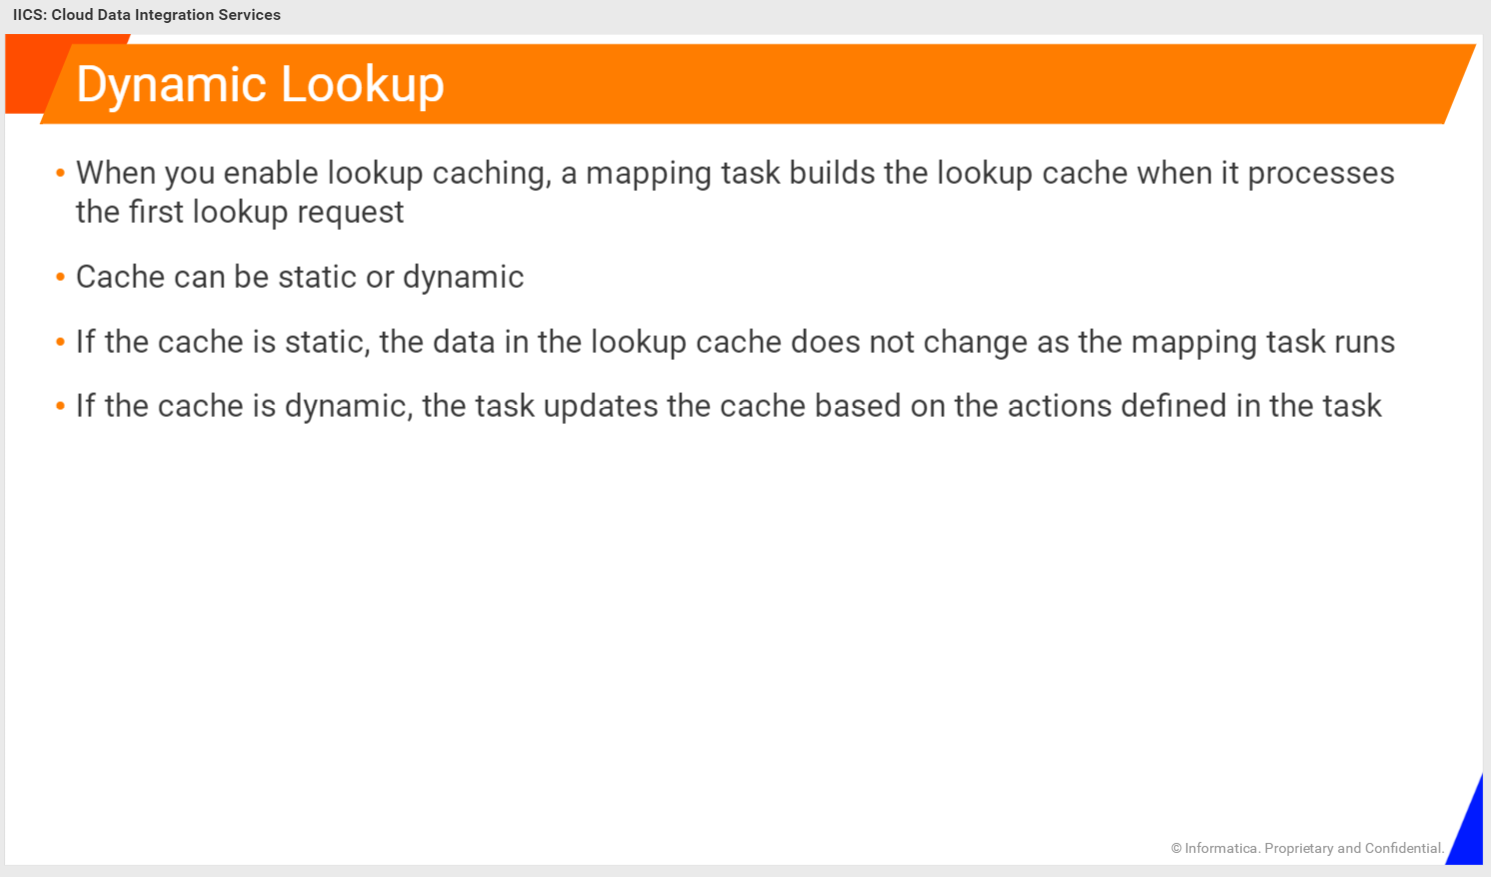 IICS: Cloud Data Integration Services
Dynamic Lookup
• When you enable lookup caching, a mapping task builds the lookup cache when it processes
the first lookup request
• Cache can be static or dynamic
• If the cache is static, the data in the lookup cache does not change as the mapping task runs
• If the cache is dynamic, the task updates the cache based on the actions defined in the task
© Informatica. Proprietary and Confidential.